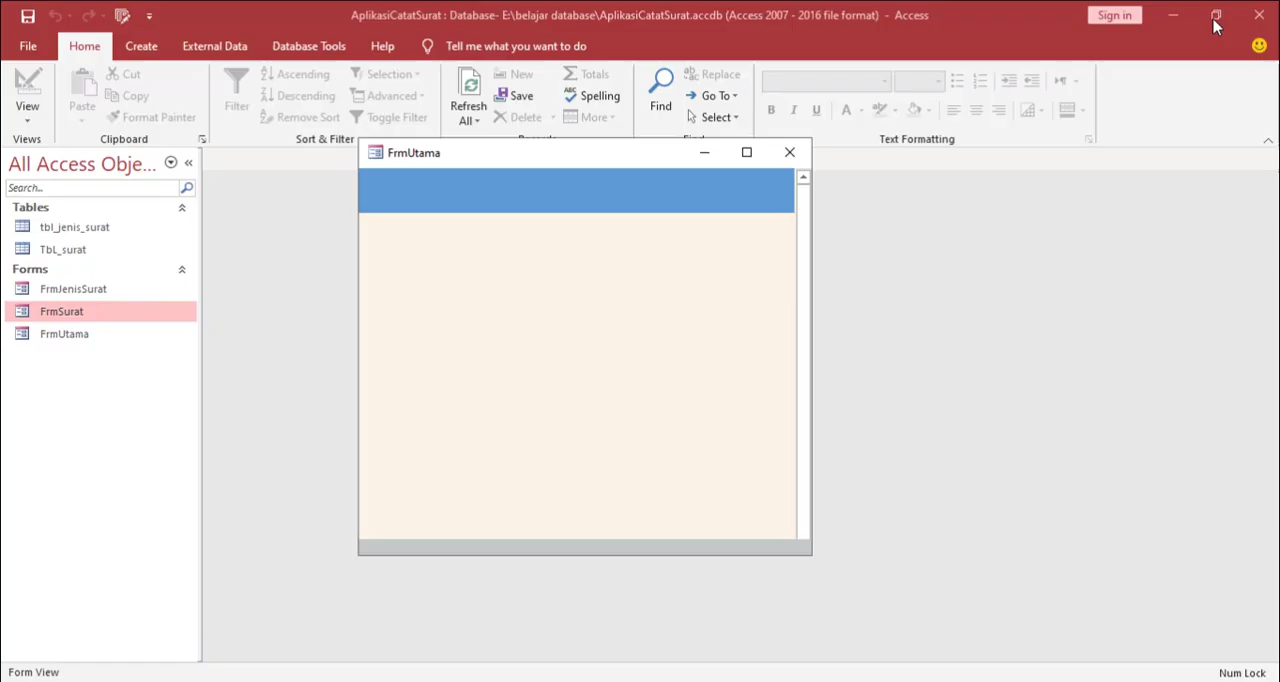 AplikasiCatatSurat : Database- E:\belajar database\AplikasiCatatSurat.accdb (Access 2007 - 2016 file format) - Access
Sign in
File Home Create External Data Database Tools Help Tell me what you want to do
View
Views
Paste
Cut
Copy
Format Painter
Clipboard
Filter
Ascending
Descending
Remove Sort
Selection
Advanced
Toggle Filter
Sort & Filter
Refresh
All
New
Save
Delete
Totals
Spelling
More
Find
Replace
Go To
Select
B I U A
Text Formatting
All Access Obje...
Search...
Tables
tbl_jenis_surat
TbL_surat
Forms
FrmJenisSurat
FrmSurat
FrmUtama
FrmUtama
Form View
Num Lock